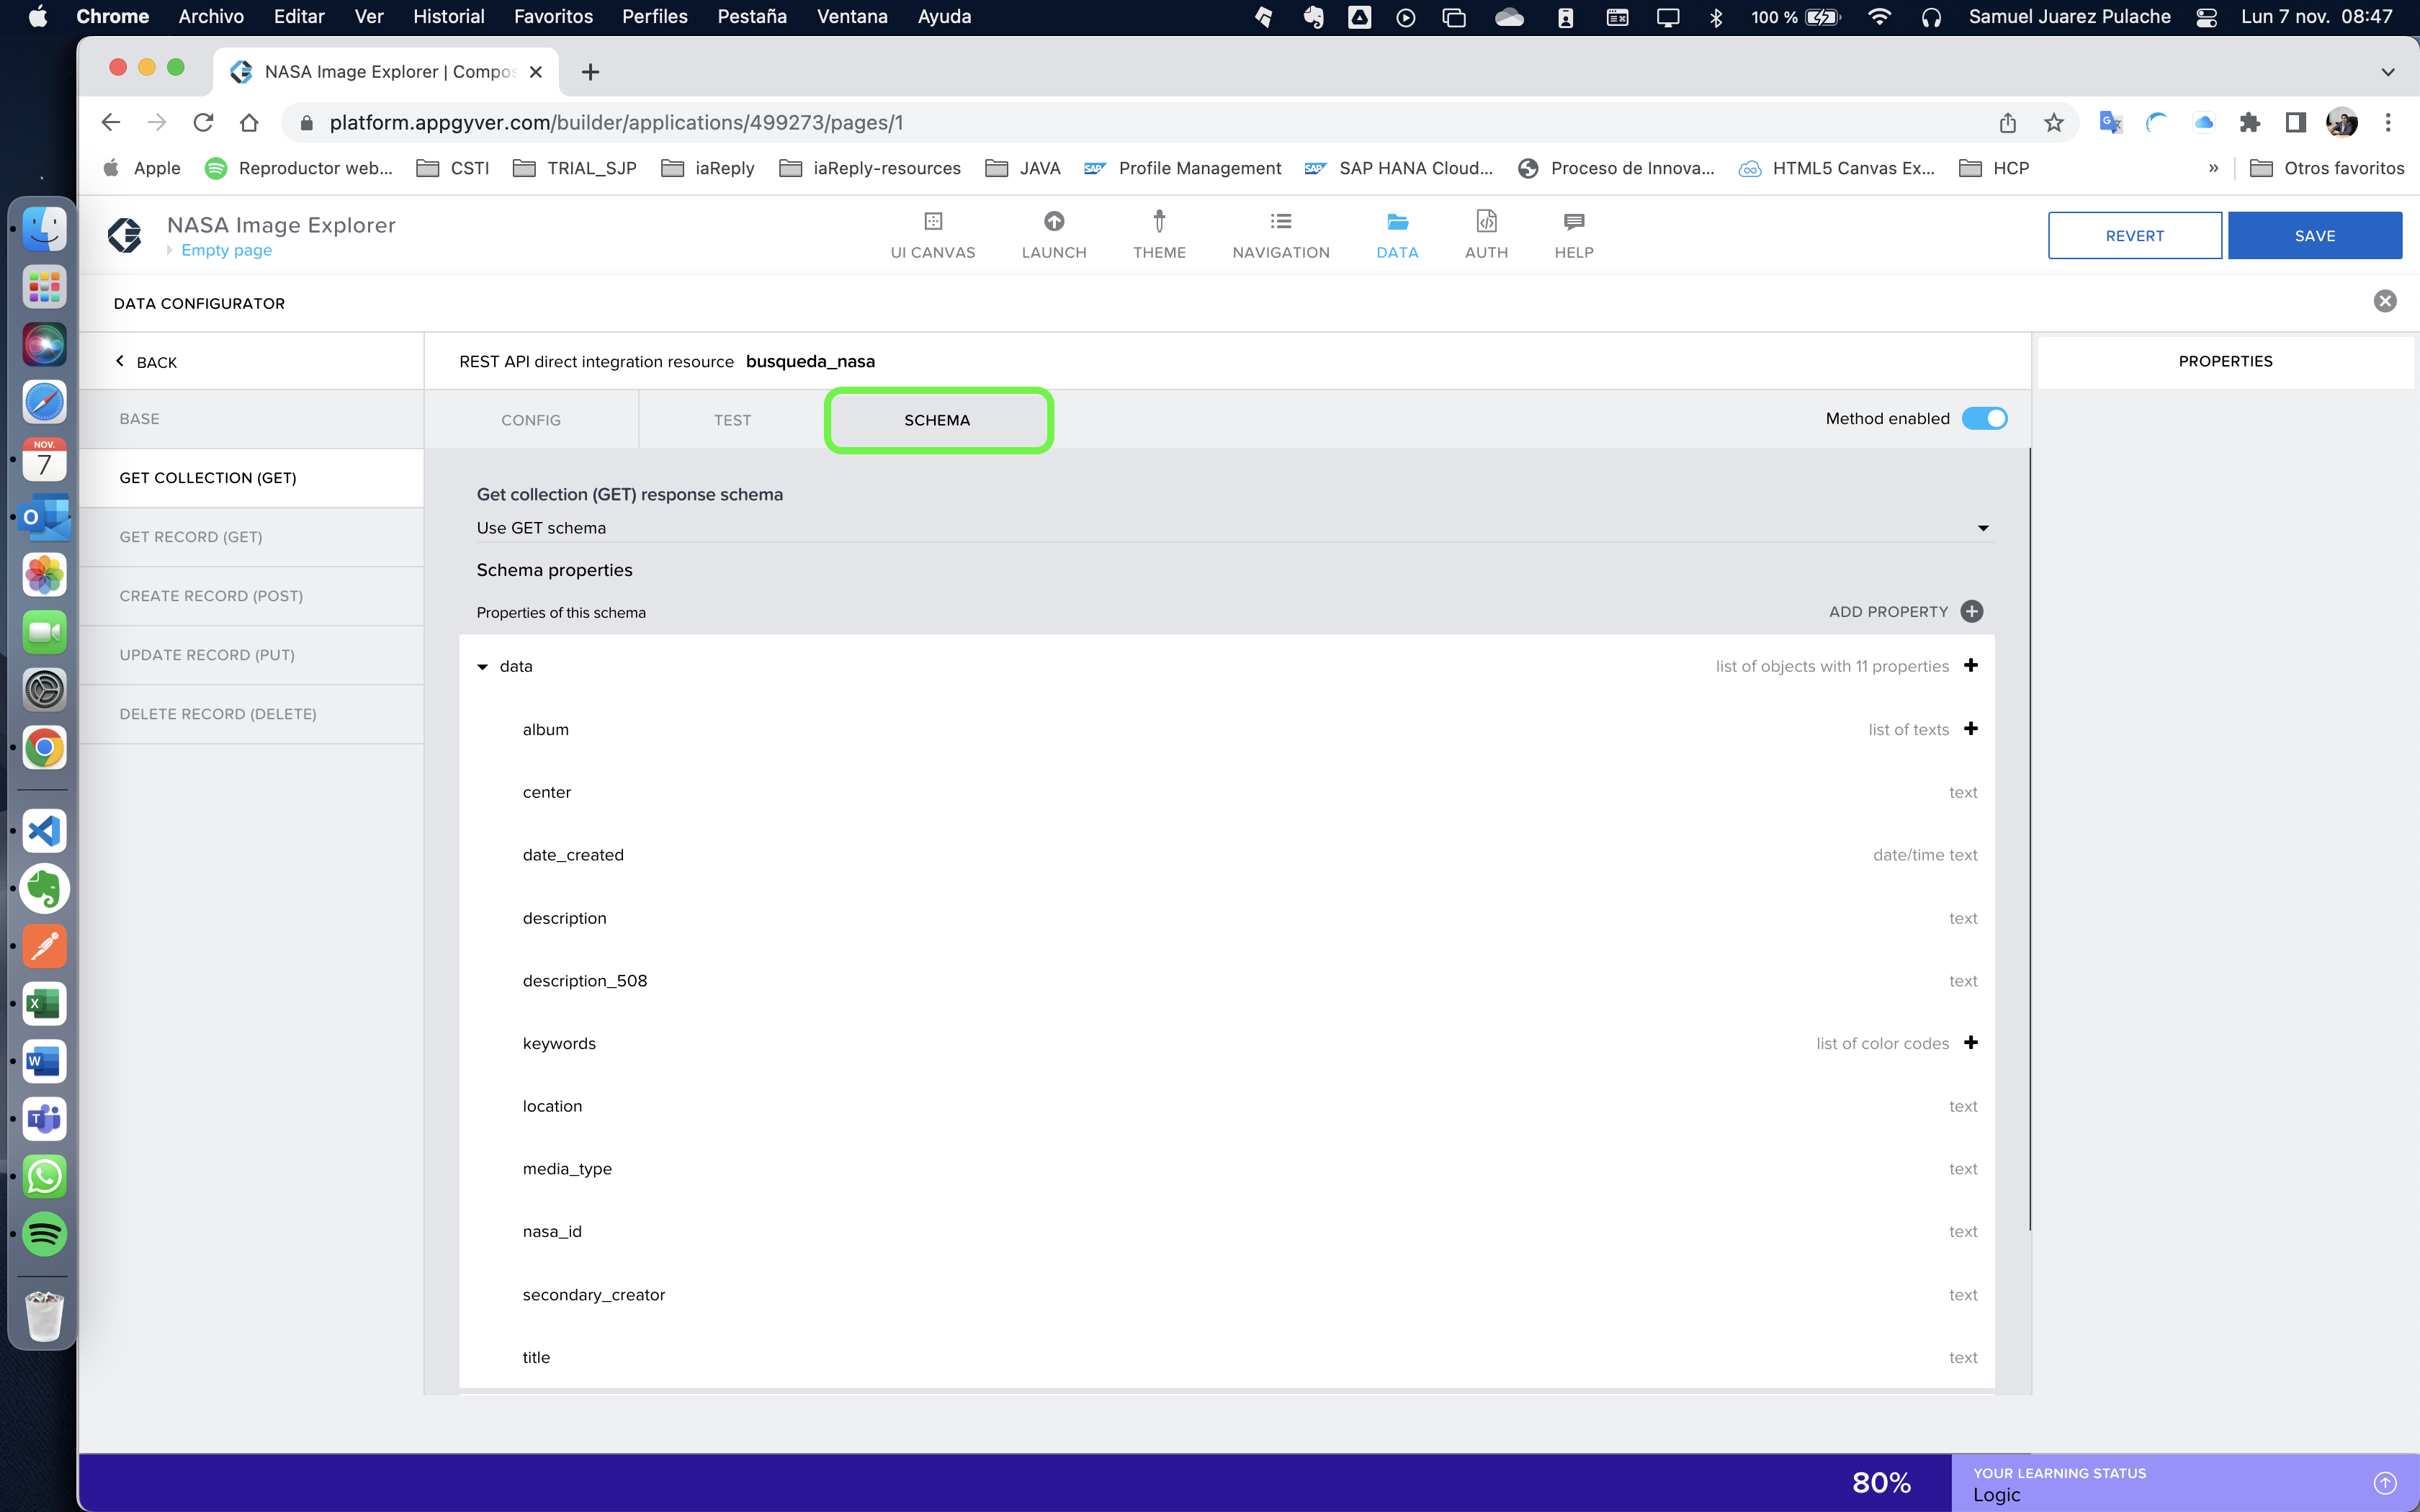 Chrome Archivo Editar Ver Historial Favoritos Perfiles Pestaña Ventana Ayuda 100 % Samuel Juarez Pulache Lun 7 nov. 08:47
NASA Image Explorer | Compos
platform.appgyver.com/builder/applications/499273/pages/1
Apple Reproductor web... CSTI TRIAL_SJP iaReply iaReply-resources JAVA Profile Management SAP HANA Cloud... Proceso de Innova... HTML5 Canvas Ex... HCP » Otros favoritos
NASA Image Explorer
Empty page
UI CANVAS LAUNCH THEME NAVIGATION DATA AUTH HELP
REVERT SAVE
DATA CONFIGURATOR
BACK
REST API direct integration resource busqueda_nasa
PROPERTIES
BASE
GET COLLECTION (GET)
GET RECORD (GET)
CREATE RECORD (POST)
UPDATE RECORD (PUT)
DELETE RECORD (DELETE)
CONFIG TEST SCHEMA
Method enabled
Get collection (GET) response schema
Use GET schema
Schema properties
Properties of this schema ADD PROPERTY
data list of objects with 11 properties
album list of texts
center text
date_created date/time text
description text
description_508 text
keywords list of color codes
location text
media_type text
nasa_id text
secondary_creator text
title text
NOV.
7
80%
YOUR LEARNING STATUS
Logic